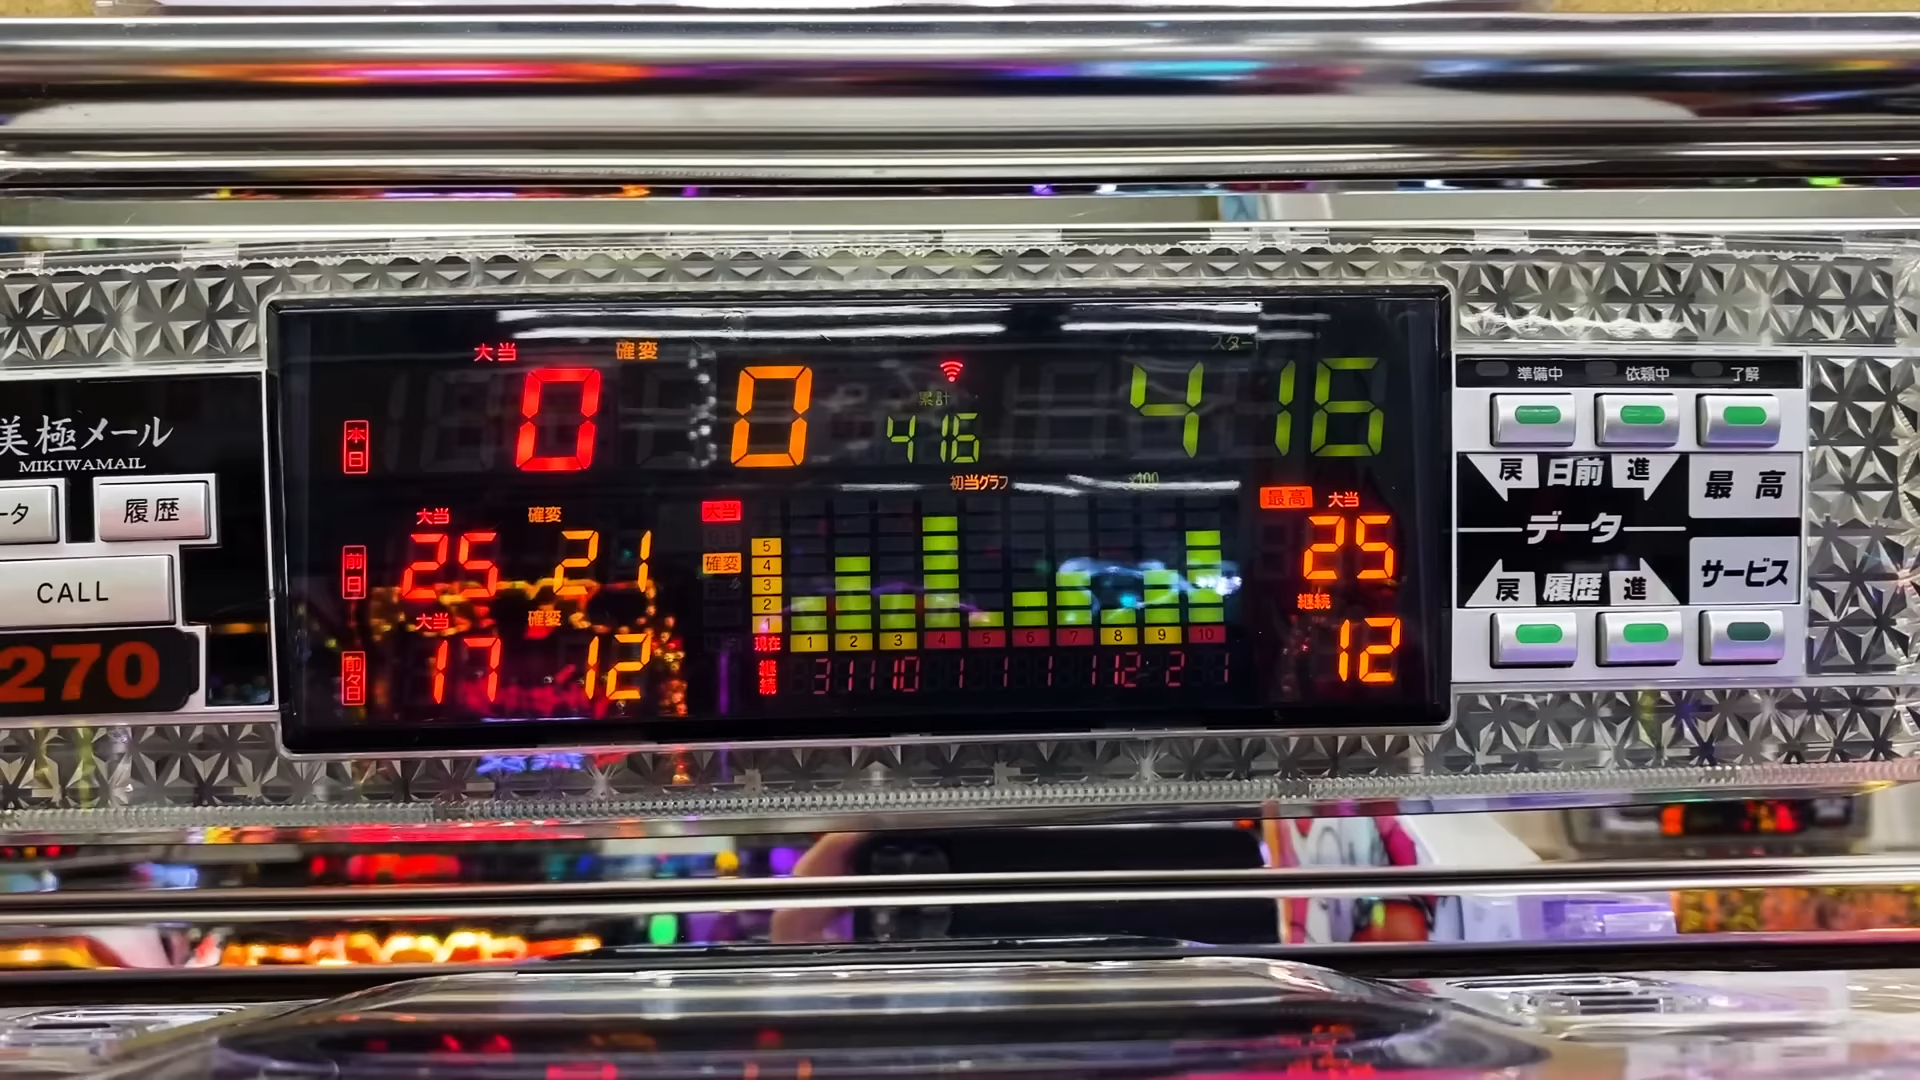 大当 確変 スタート
本日 0 0 累計 416 416
初当グラフ x100
大当 確変
前日 25 21
大当 確変
前々日 17 12
大当
確変
5
4
3
2
1
現在 1 2 3 4 5 6 7 8 9 10
継続 3 11 10 1 1 1 1 12 2 1
最高 大当
25
継続
12
美極メール
MIKIWAMAIL
ータ 履歴
CALL
270
準備中 依頼中 了解
戻 日前 進 最高
データ
戻 履歴 進 サービス